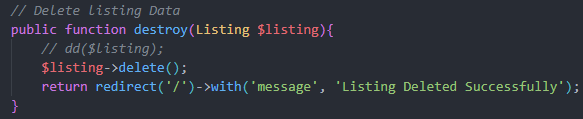 // Delete listing Data
public function destroy(Listing $listing){
// dd($listing);
$listing->delete();
return redirect('/')->with('message', 'Listing Deleted Successfully');
}